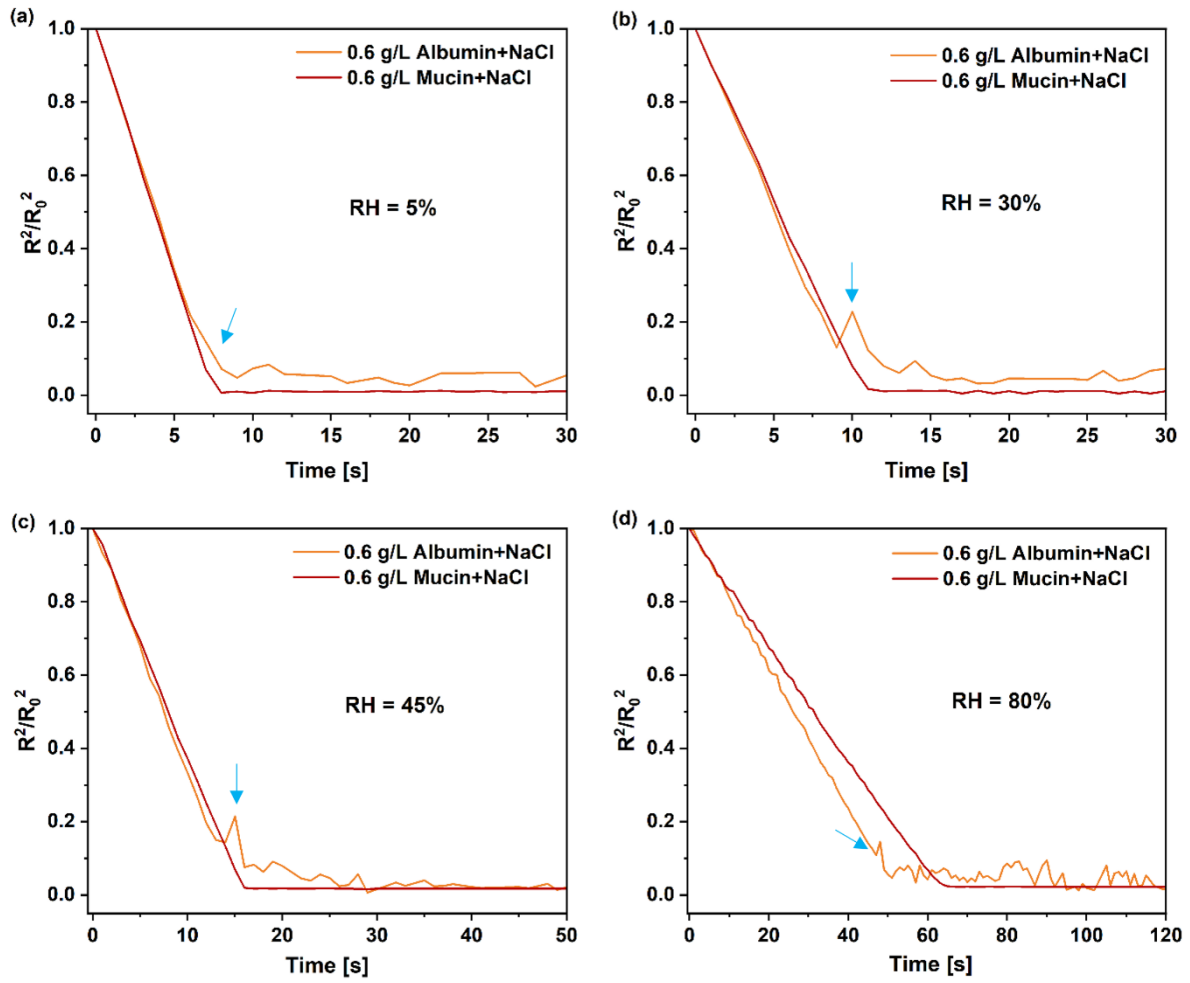 (a)
1.0
0.8
0.6
0.4
0.2
0.0
R²/R₀²
0.6 g/L Albumin+NaCl
0.6 g/L Mucin+NaCl
RH = 5%
0 5 10 15 20 25 30
Time [s]
(b)
1.0
0.8
0.6
0.4
0.2
0.0
R²/R₀²
0.6 g/L Albumin+NaCl
0.6 g/L Mucin+NaCl
RH = 30%
0 5 10 15 20 25 30
Time [s]
(c)
1.0
0.8
0.6
0.4
0.2
0.0
R²/R₀²
0.6 g/L Albumin+NaCl
0.6 g/L Mucin+NaCl
RH = 45%
0 10 20 30 40 50
Time [s]
(d)
1.0
0.8
0.6
0.4
0.2
0.0
R²/R₀²
0.6 g/L Albumin+NaCl
0.6 g/L Mucin+NaCl
RH = 80%
0 20 40 60 80 100 120
Time [s]